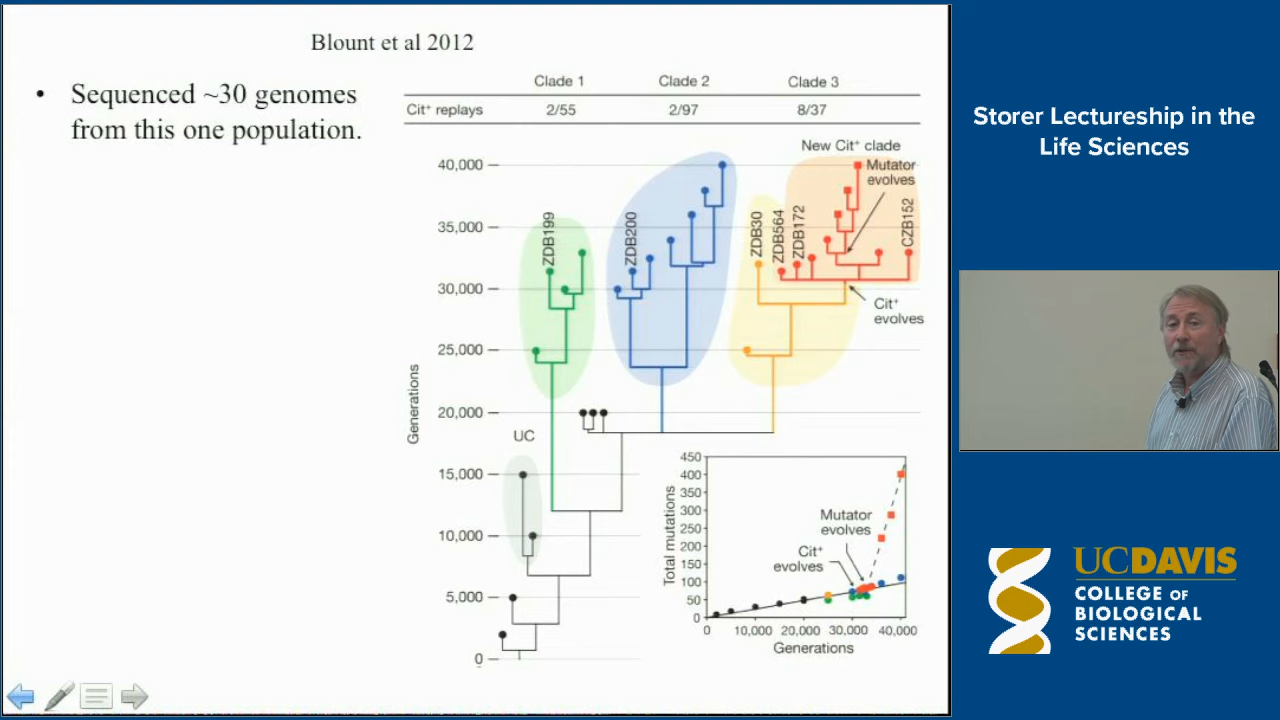 Blount et al 2012
• Sequenced ~30 genomes
from this one population.
Clade 1 Clade 2 Clade 3
Cit⁺ replays 2/55 2/97 8/37
New Cit⁺ clade
Mutator
evolves
40,000
35,000
30,000
25,000
20,000
15,000
10,000
5,000
0
Generations
ZDB199
ZDB200
ZDB30
ZDB564
ZDB172
CZB152
Cit⁺
evolves
UC
450
400
350
300
250
200
150
100
50
0
Total mutations
Mutator
evolves
Cit⁺
evolves
0 10,000 20,000 30,000 40,000
Generations
Storer Lectureship in the
Life Sciences
UCDAVIS
COLLEGE OF
BIOLOGICAL
SCIENCES